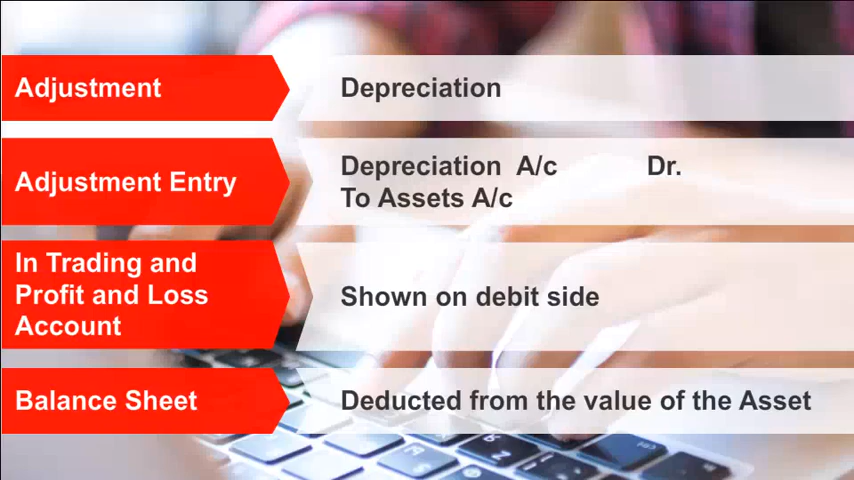 Adjustment
Depreciation
Adjustment Entry
Depreciation A/c Dr.
To Assets A/c
In Trading and
Profit and Loss
Account
Shown on debit side
Balance Sheet
Deducted from the value of the Asset